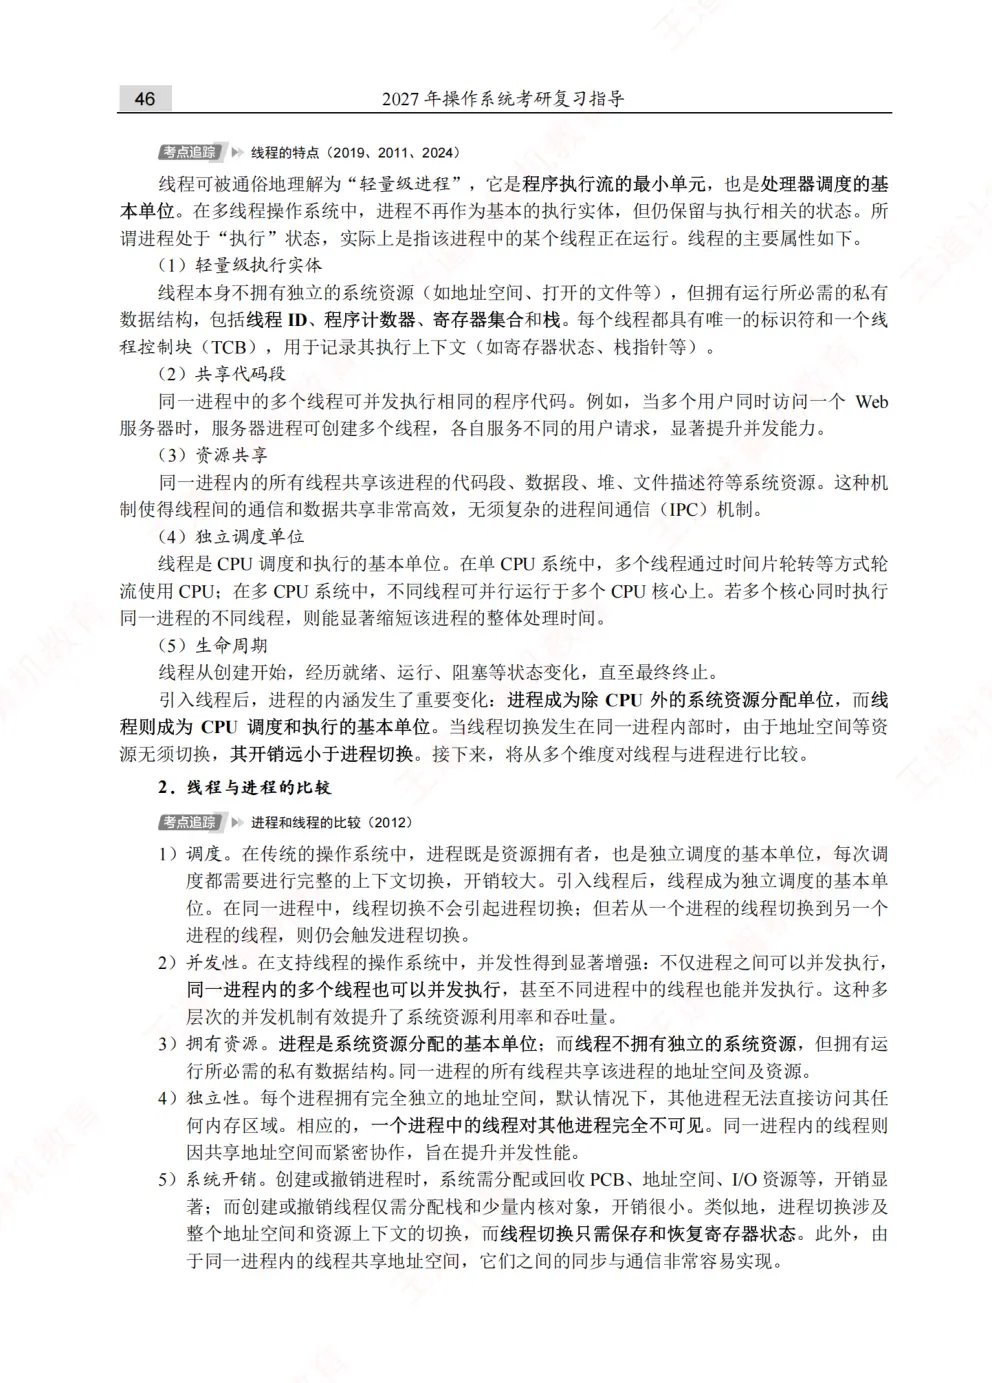 46
2027 年操作系统考研复习指导
考点追踪 线程的特点（2019、2011、2024）
线程可被通俗地理解为“轻量级进程”，它是程序执行流的最小单元，也是处理器调度的基
本单位。在多线程操作系统中，进程不再作为基本的执行实体，但仍保留与执行相关的状态。所
谓进程处于“执行”状态，实际上是指该进程中的某个线程正在运行。线程的主要属性如下。
（1）轻量级执行实体
线程本身不拥有独立的系统资源（如地址空间、打开的文件等），但拥有运行所必需的私有
数据结构，包括线程 ID、程序计数器、寄存器集合和栈。每个线程都具有唯一的标识符和一个线
程控制块（TCB），用于记录其执行上下文（如寄存器状态、栈指针等）。
（2）共享代码段
同一进程中的多个线程可并发执行相同的程序代码。例如，当多个用户同时访问一个 Web
服务器时，服务器进程可创建多个线程，各自服务不同的用户请求，显著提升并发能力。
（3）资源共享
同一进程内的所有线程共享该进程的代码段、数据段、堆、文件描述符等系统资源。这种机
制使得线程间的通信和数据共享非常高效，无须复杂的进程间通信（IPC）机制。
（4）独立调度单位
线程是 CPU 调度和执行的基本单位。在单 CPU 系统中，多个线程通过时间片轮转等方式轮
流使用 CPU；在多 CPU 系统中，不同线程可并行运行于多个 CPU 核心上。若多个核心同时执行
同一进程的不同线程，则能显著缩短该进程的整体处理时间。
（5）生命周期
线程从创建开始，经历就绪、运行、阻塞等状态变化，直至最终终止。
引入线程后，进程的内涵发生了重要变化：进程成为除 CPU 外的系统资源分配单位，而线
程则成为 CPU 调度和执行的基本单位。当线程切换发生在同一进程内部时，由于地址空间等资
源无须切换，其开销远小于进程切换。接下来，将从多个维度对线程与进程进行比较。
2．线程与进程的比较
考点追踪 进程和线程的比较（2012）
1）调度。在传统的操作系统中，进程既是资源拥有者，也是独立调度的基本单位，每次调
度都需要进行完整的上下文切换，开销较大。引入线程后，线程成为独立调度的基本单
位。在同一进程中，线程切换不会引起进程切换；但若从一个进程的线程切换到另一个
进程的线程，则仍会触发进程切换。
2）并发性。在支持线程的操作系统中，并发性得到显著增强：不仅进程之间可以并发执行，
同一进程内的多个线程也可以并发执行，甚至不同进程中的线程也能并发执行。这种多
层次的并发机制有效提升了系统资源利用率和吞吐量。
3）拥有资源。进程是系统资源分配的基本单位；而线程不拥有独立的系统资源，但拥有运
行所必需的私有数据结构。同一进程的所有线程共享该进程的地址空间及资源。
4）独立性。每个进程拥有完全独立的地址空间，默认情况下，其他进程无法直接访问其任
何内存区域。相应的，一个进程中的线程对其他进程完全不可见。同一进程内的线程则
因共享地址空间而紧密协作，旨在提升并发性能。
5）系统开销。创建或撤销进程时，系统需分配或回收 PCB、地址空间、I/O 资源等，开销显
著；而创建或撤销线程仅需分配栈和少量内核对象，开销很小。类似地，进程切换涉及
整个地址空间和资源上下文的切换，而线程切换只需保存和恢复寄存器状态。此外，由
于同一进程内的线程共享地址空间，它们之间的同步与通信非常容易实现。